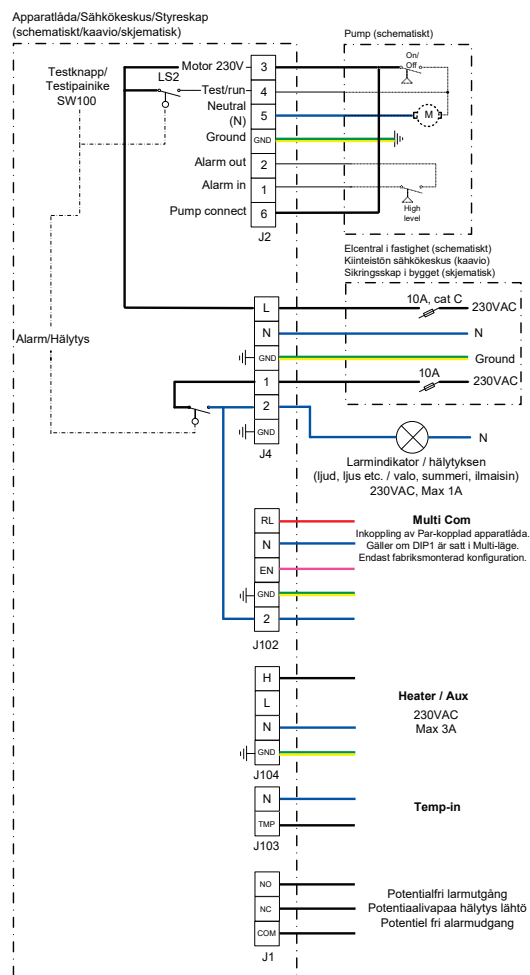 Apparatlåda/Sähkökeskus/Styreskap
(schematiskt/kaavio/skjematisk)
Pump (schematiskt)
Testknapp/
Testipainike
SW100
LS2
Motor 230V
3
Test/run
4
Neutral
(N)
5
Ground
GND
Alarm out
2
Alarm in
1
Pump connect
6
J2
On/
Off
M
High
level
Elcentral i fastighet (schematiskt)
Kiinteistön sähkökeskus (kaavio)
Sikringsskap i bygget (skjematisk)
L
10A, cat C
230VAC
N
N
GND
Ground
1
10A
230VAC
Alarm/Hälytys
2
N
GND
J4
Larmindikator / hälytyksen
(ljud, ljus etc. / valo, summeri, ilmaisin)
230VAC, Max 1A
RL
N
EN
GND
2
J102
Multi Com
Inkoppling av Par-kopplad apparatlåda.
Gäller om DIP1 är satt i Multi-läge.
Endast fabriksmonterad konfiguration.
H
L
N
GND
J104
Heater / Aux
230VAC
Max 3A
N
TMP
J103
Temp-in
NO
NC
COM
J1
Potentialfri larmutgång
Potentiaalivapaa hälytys lähtö
Potentiel fri alarmudgang